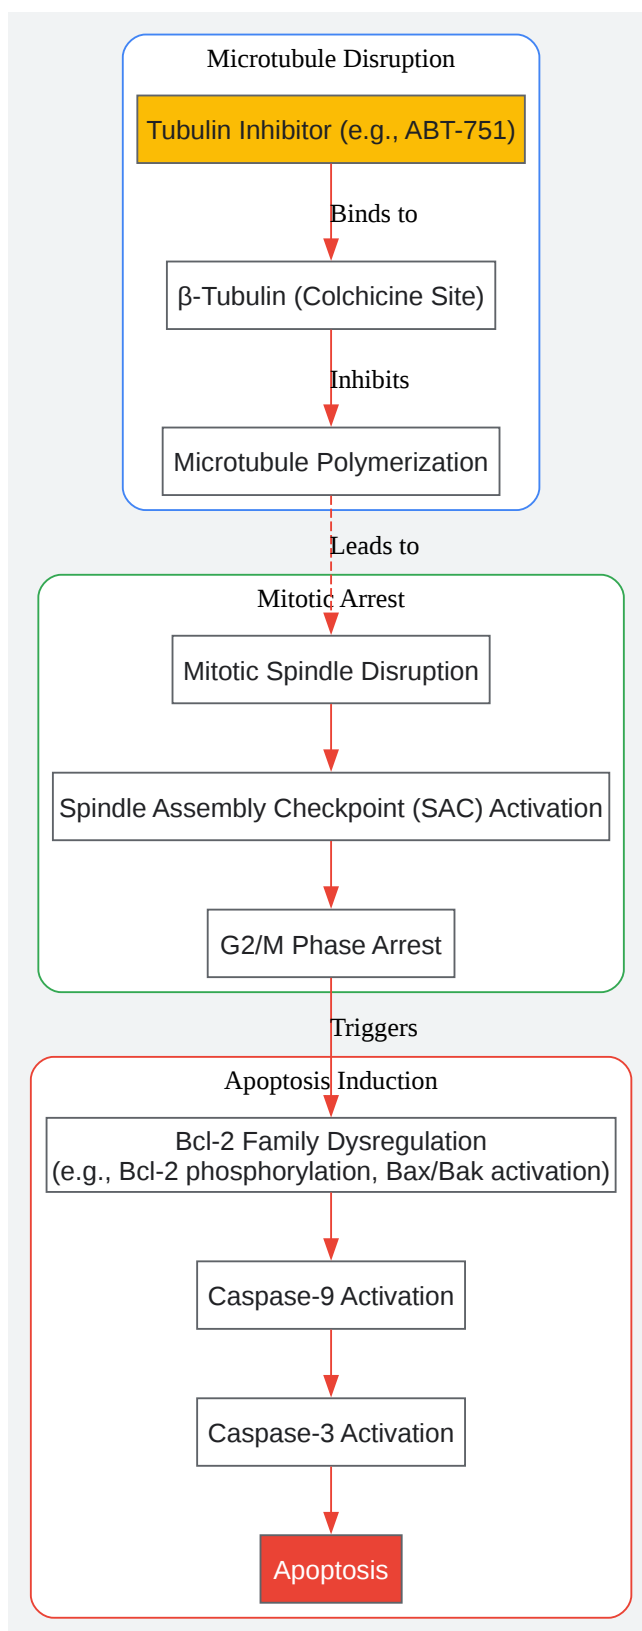 Microtubule Disruption
Tubulin Inhibitor (e.g., ABT-751)
Binds to
β-Tubulin (Colchicine Site)
Inhibits
Microtubule Polymerization
Leads to
Mitotic Arrest
Mitotic Spindle Disruption
Spindle Assembly Checkpoint (SAC) Activation
G2/M Phase Arrest
Triggers
Apoptosis Induction
Bcl-2 Family Dysregulation
(e.g., Bcl-2 phosphorylation, Bax/Bak activation)
Caspase-9 Activation
Caspase-3 Activation
Apoptosis